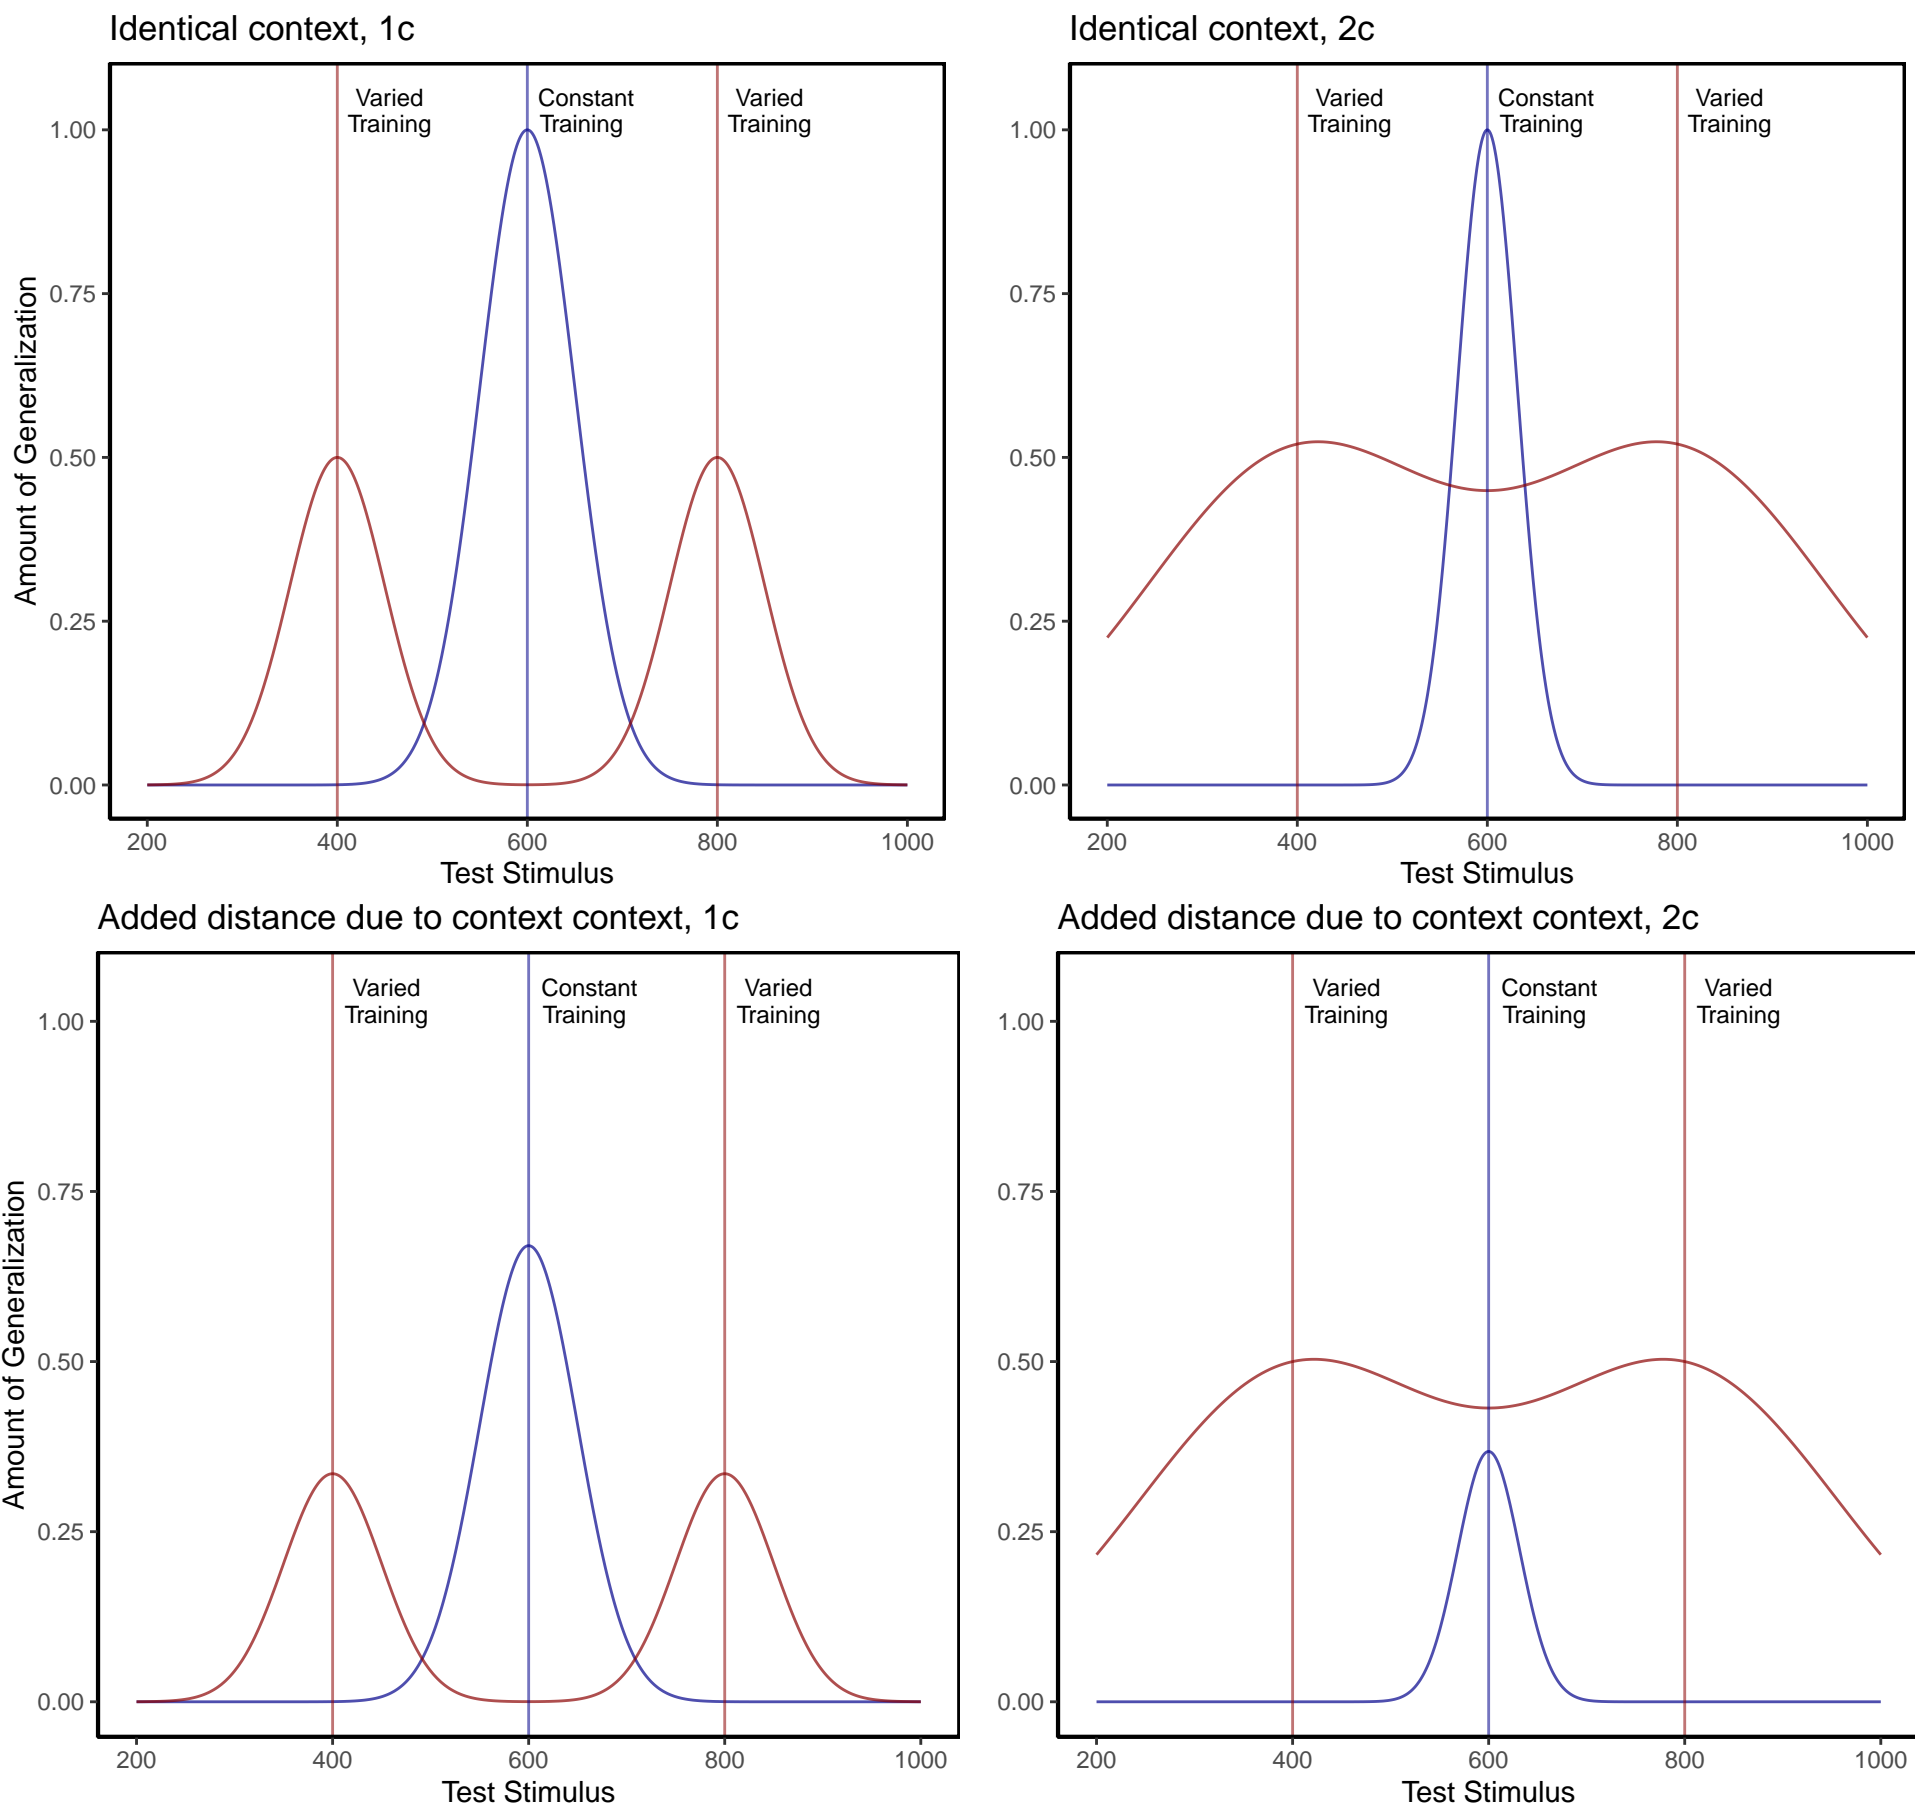 Identical context, 1c
Varied
Training
Constant
Training
Varied
Training
1.00
0.75
0.50
0.25
0.00
Amount of Generalization
200
400
600
800
1000
Test Stimulus
Identical context, 2c
Varied
Training
Constant
Training
Varied
Training
1.00
0.75
0.50
0.25
0.00
200
400
600
800
1000
Test Stimulus
Added distance due to context context, 1c
Varied
Training
Constant
Training
Varied
Training
1.00
0.75
0.50
0.25
0.00
Amount of Generalization
200
400
600
800
1000
Test Stimulus
Added distance due to context context, 2c
Varied
Training
Constant
Training
Varied
Training
1.00
0.75
0.50
0.25
0.00
200
400
600
800
1000
Test Stimulus